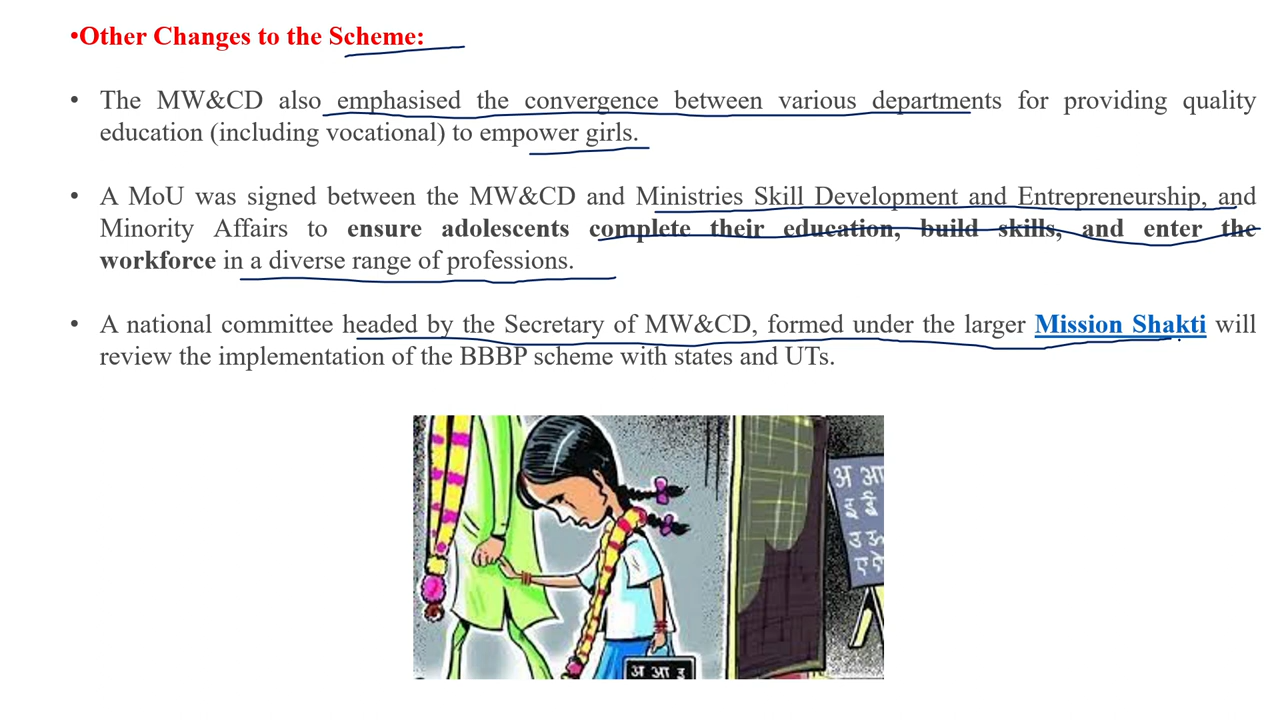 •Other Changes to the Scheme:
• The MW&CD also emphasised the convergence between various departments for providing quality
education (including vocational) to empower girls.
• A MoU was signed between the MW&CD and Ministries Skill Development and Entrepreneurship, and
Minority Affairs to ensure adolescents complete their education, build skills, and enter the
workforce in a diverse range of professions.
• A national committee headed by the Secretary of MW&CD, formed under the larger Mission Shakti will
review the implementation of the BBBP scheme with states and UTs.
अ आ
इ ई
उ ऊ
ए ऐ
अ आ इ